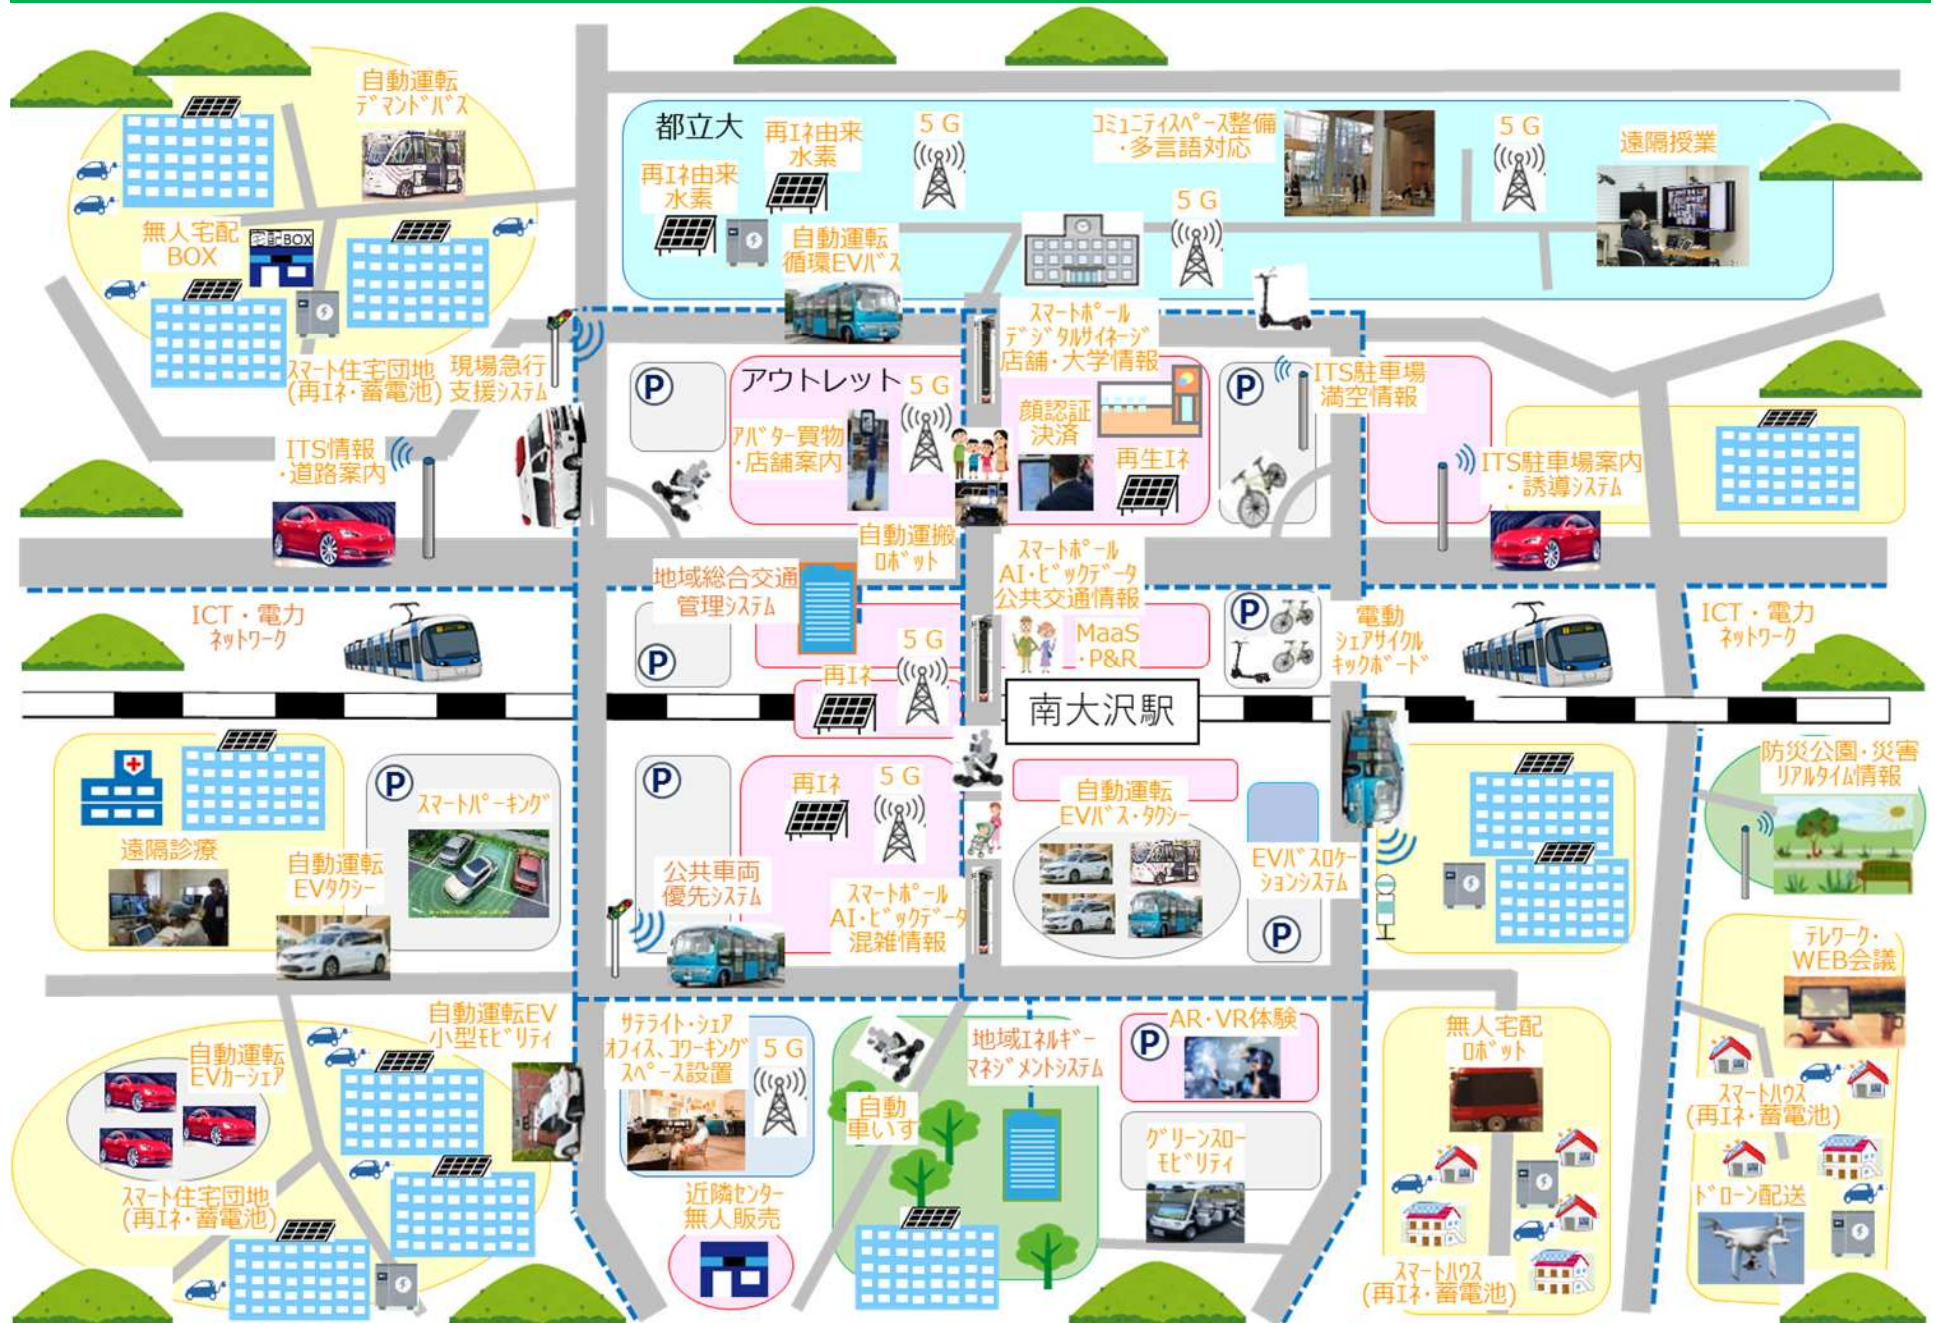 自動運転
ﾃﾞﾏﾝﾄﾞﾊﾞｽ
無人宅配
BOX
宅配BOX
スマート住宅団地
(再ｴﾈ・蓄電池)
現場急行
支援ｼｽﾃﾑ
都立大
再ｴﾈ由来
水素
再ｴﾈ由来
水素
5 G
自動運転
循環EVﾊﾞｽ
ｺﾐｭﾆﾃｨｽﾍﾟｰｽ整備
・多言語対応
5 G
5 G
遠隔授業
ITS情報
・道路案内
P
アウトレット
5 G
ｱﾊﾞﾀｰ買物
・店舗案内
ｽﾏｰﾄﾎﾟｰﾙ
ﾃﾞｼﾞﾀﾙｻｲﾈｰｼﾞ
店舗・大学情報
顔認証
決済
再生ｴﾈ
P
ITS駐車場
満空情報
ITS駐車場案内
・誘導ｼｽﾃﾑ
自動運搬
ﾛﾎﾞｯﾄ
地域総合交通
管理ｼｽﾃﾑ
ｽﾏｰﾄﾎﾟｰﾙ
AI・ﾋﾞｯｸﾃﾞｰﾀ
公共交通情報
ICT・電力
ﾈｯﾄﾜｰｸ
P
5 G
MaaS
・P&R
P
電動
ｼｪｱｻｲｸﾙ
ｷｯｸﾎﾞｰﾄﾞ
ICT・電力
ﾈｯﾄﾜｰｸ
再ｴﾈ
南大沢駅
P
ｽﾏｰﾄﾊﾟｰｷﾝｸﾞ
遠隔診療
自動運転
EVﾀｸｼｰ
P
再ｴﾈ
5 G
公共車両
優先ｼｽﾃﾑ
ｽﾏｰﾄﾎﾟｰﾙ
AI・ﾋﾞｯｸﾃﾞｰﾀ
混雑情報
自動運転
EVﾊﾞｽ・ﾀｸｼｰ
EVﾊﾞｽﾛｹｰ
ｼｮﾝｼｽﾃﾑ
P
防災公園・災害
ﾘｱﾙﾀｲﾑ情報
ﾃﾚﾜｰｸ・
WEB会議
自動運転
EVｶｰｼｪｱ
自動運転EV
小型ﾓﾋﾞﾘﾃｨ
スマート住宅団地
(再ｴﾈ・蓄電池)
ｻﾃﾗｲﾄ・ｼｪｱ
ｵﾌｨｽ、ｺﾜｰｷﾝｸﾞ
ｽﾍﾟｰｽ設置
5 G
近隣ｾﾝﾀｰ
無人販売
自動
車いす
地域ｴﾈﾙｷﾞｰ
ﾏﾈｼﾞﾒﾝﾄｼｽﾃﾑ
P
AR・VR体験
ｸﾞﾘｰﾝｽﾛｰ
ﾓﾋﾞﾘﾃｨ
無人宅配
ﾛﾎﾞｯﾄ
ｽﾏｰﾄﾊｳｽ
(再ｴﾈ・蓄電池)
ｽﾏｰﾄﾊｳｽ
(再ｴﾈ・蓄電池)
ﾄﾞﾛｰﾝ配送